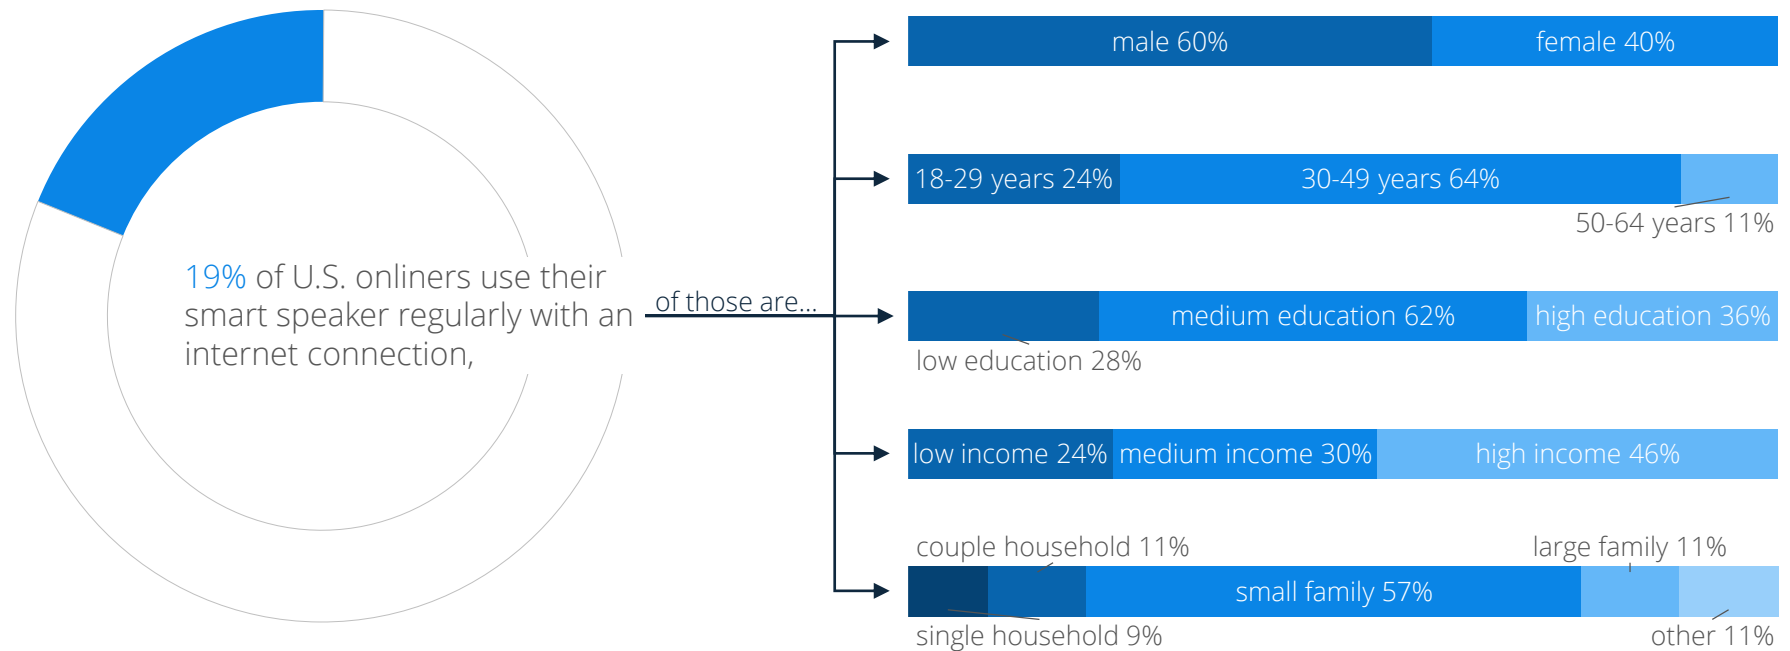 19% of U.S. onliners use their
smart speaker regularly with an
internet connection,
of those are...
male 60%
female 40%
18-29 years 24%
30-49 years 64%
50-64 years 11%
medium education 62%
high education 36%
low education 28%
low income 24%
medium income 30%
high income 46%
couple household 11%
large family 11%
small family 57%
single household 9%
other 11%